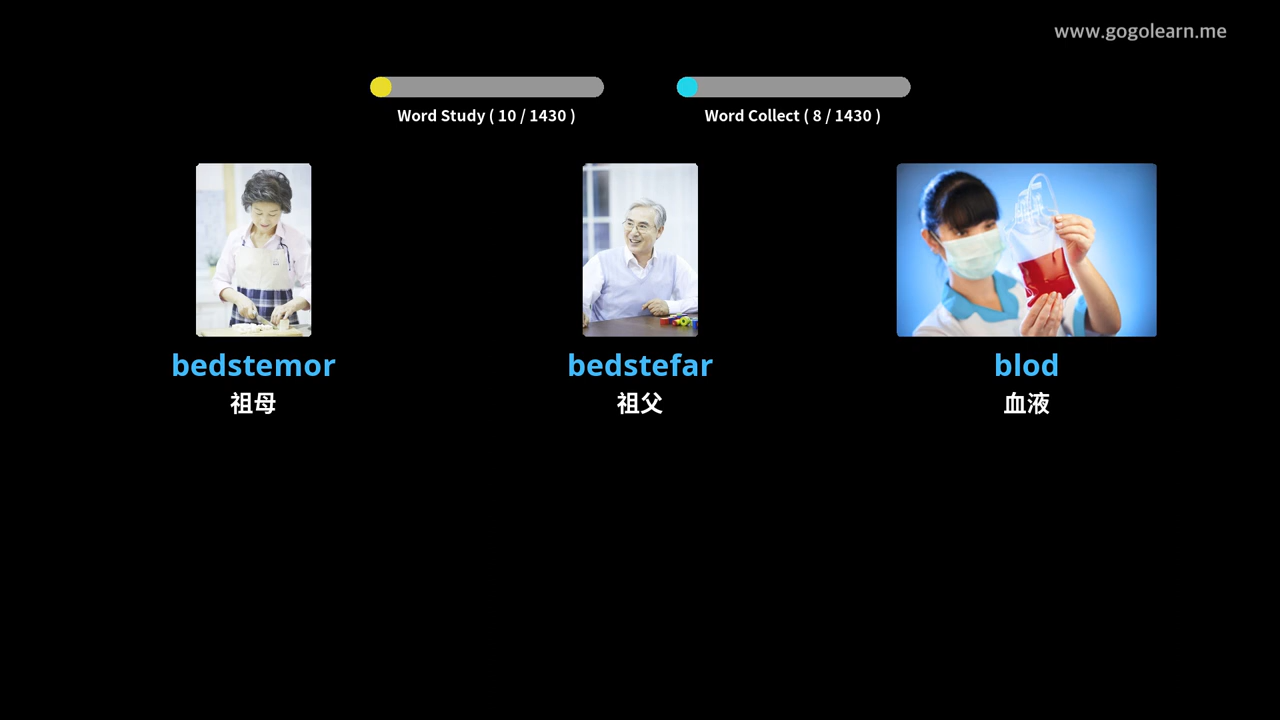 www.gogolearn.me
Word Study ( 10 / 1430 )
Word Collect ( 8 / 1430 )
bedstemor
祖母
bedstefar
祖父
blod
血液